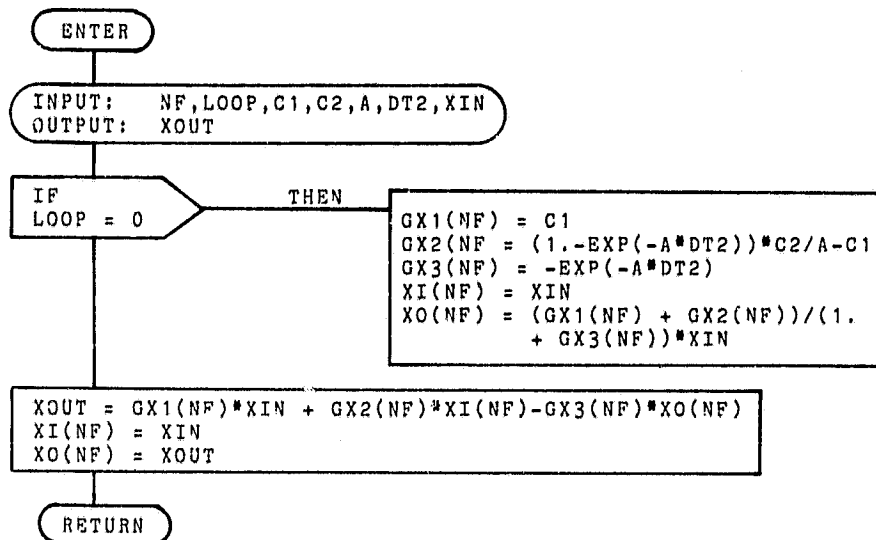 ENTER
INPUT: NF,LOOP,C1,C2,A,DT2,XIN
OUTPUT: XOUT
IF
LOOP = 0
THEN
GX1(NF) = C1
GX2(NF = (1.-EXP(-A*DT2))*C2/A-C1
GX3(NF) = -EXP(-A*DT2)
XI(NF) = XIN
XO(NF) = (GX1(NF) + GX2(NF))/(1.
+ GX3(NF))*XIN
XOUT = GX1(NF)*XIN + GX2(NF)*XI(NF)-GX3(NF)*XO(NF)
XI(NF) = XIN
XO(NF) = XOUT
RETURN